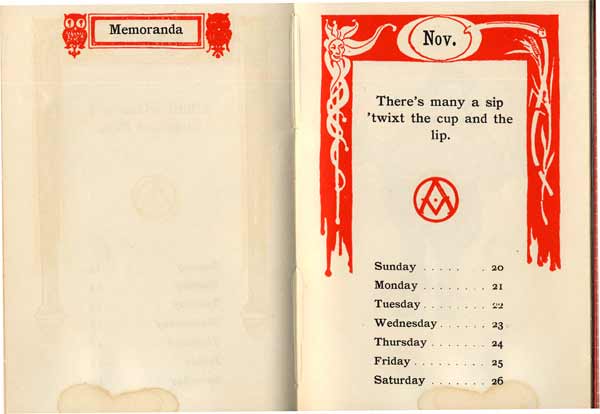 Memoranda
Nov.
There's many a sip
'twixt the cup and the
lip.
Sunday . . . . . . . 20
Monday . . . . . . . 21
Tuesday . . . . . . . 22
Wednesday . . . . . . . 23
Thursday . . . . . . . 24
Friday . . . . . . . 25
Saturday . . . . . . . 26